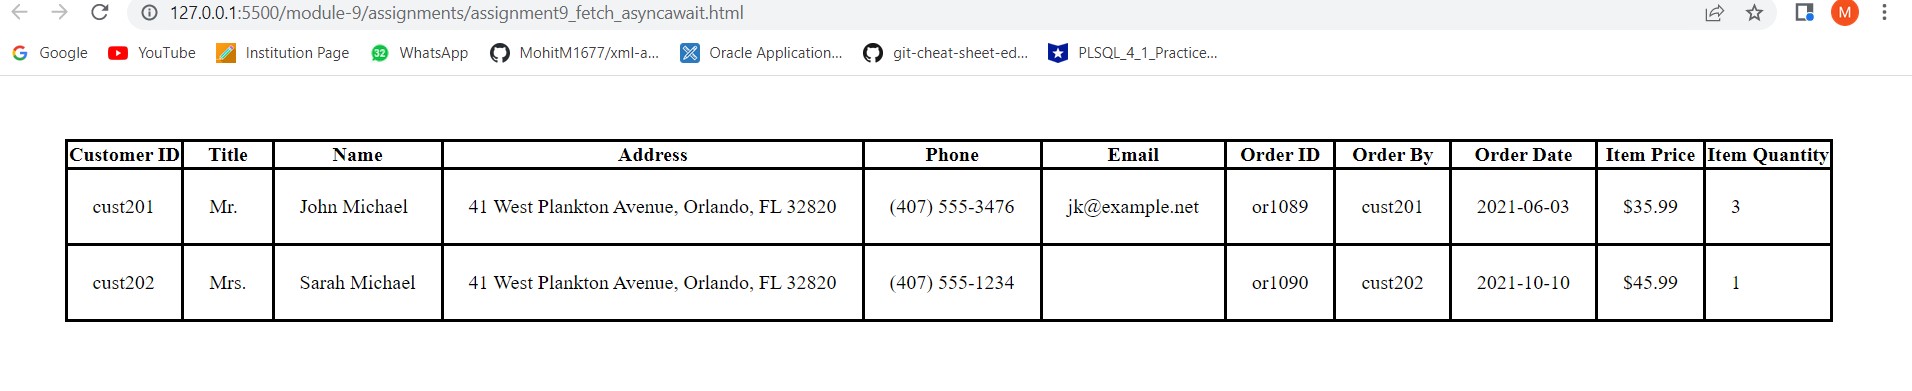 127.0.0.1:5500/module-9/assignments/assignment9_fetch_asyncawait.html M
Google YouTube Institution Page 32 WhatsApp MohitM1677/xml-a... Oracle Application... git-cheat-sheet-ed... PLSQL_4_1_Practice...
Customer ID Title Name Address Phone Email Order ID Order By Order Date Item Price Item Quantity
cust201 Mr. John Michael 41 West Plankton Avenue, Orlando, FL 32820 (407) 555-3476 jk@example.net or1089 cust201 2021-06-03 $35.99 3
cust202 Mrs. Sarah Michael 41 West Plankton Avenue, Orlando, FL 32820 (407) 555-1234 or1090 cust202 2021-10-10 $45.99 1